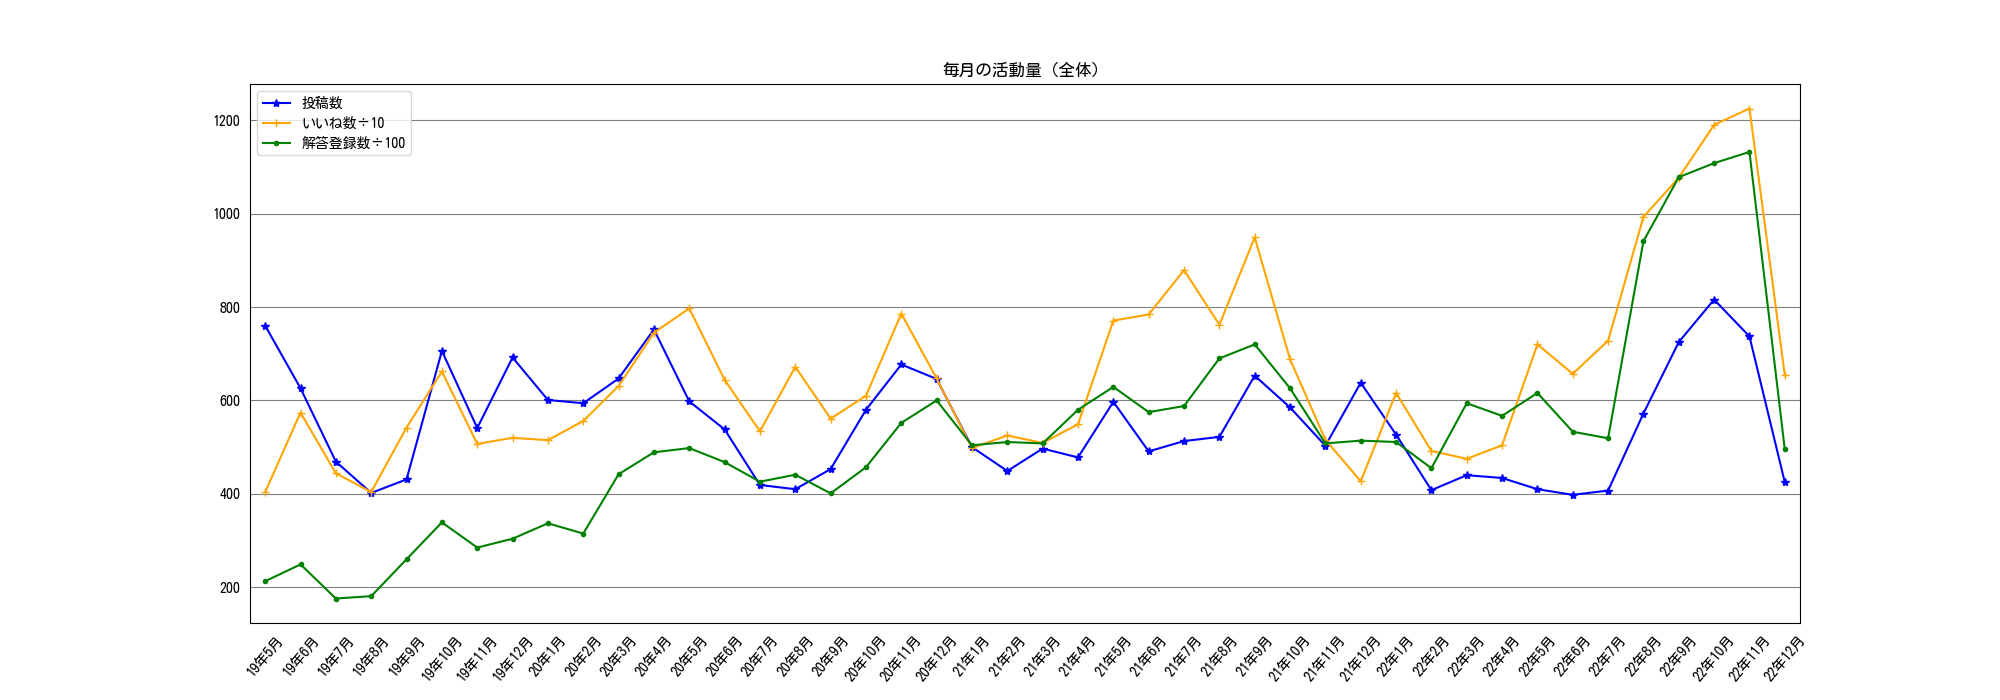 毎月の活動量（全体）
投稿数
いいね数÷10
解答登録数÷100
1200
1000
800
600
400
200
19年5月
19年6月
19年7月
19年8月
19年9月
19年10月
19年11月
19年12月
20年1月
20年2月
20年3月
20年4月
20年5月
20年6月
20年7月
20年8月
20年9月
20年10月
20年11月
20年12月
21年1月
21年2月
21年3月
21年4月
21年5月
21年6月
21年7月
21年8月
21年9月
21年10月
21年11月
21年12月
22年1月
22年2月
22年3月
22年4月
22年5月
22年6月
22年7月
22年8月
22年9月
22年10月
22年11月
22年12月